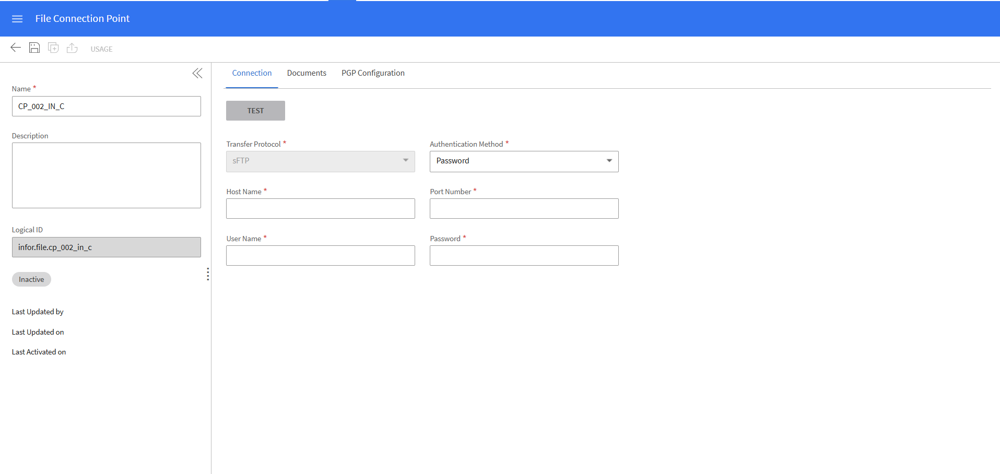 File Connection Point
USAGE
Name *
CP_002_IN_C
Description
Logical ID
infor.file.cp_002_in_c
Inactive
Last Updated by
Last Updated on
Last Activated on
Connection Documents PGP Configuration
TEST
Transfer Protocol * Authentication Method *
sFTP Password
Host Name * Port Number *
User Name * Password *